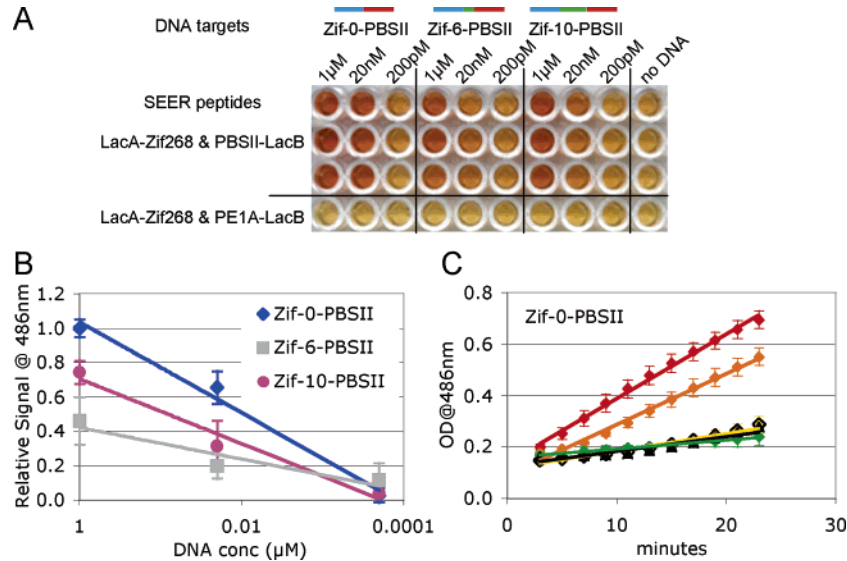 A
DNA targets
Zif-0-PBSII Zif-6-PBSII Zif-10-PBSII
1µM 20nM 200pM 1µM 20nM 200pM 1µM 20nM 200pM no DNA
SEER peptides
LacA-Zif268 & PBSII-LacB
LacA-Zif268 & PE1A-LacB
B
Relative Signal @ 486nm
1.2
1.0
0.8
0.6
0.4
0.2
0.0
Zif-0-PBSII
Zif-6-PBSII
Zif-10-PBSII
1 0.01 0.0001
DNA conc (µM)
C
Zif-0-PBSII
OD@486nm
0.8
0.6
0.4
0.2
0 10 20 30
minutes